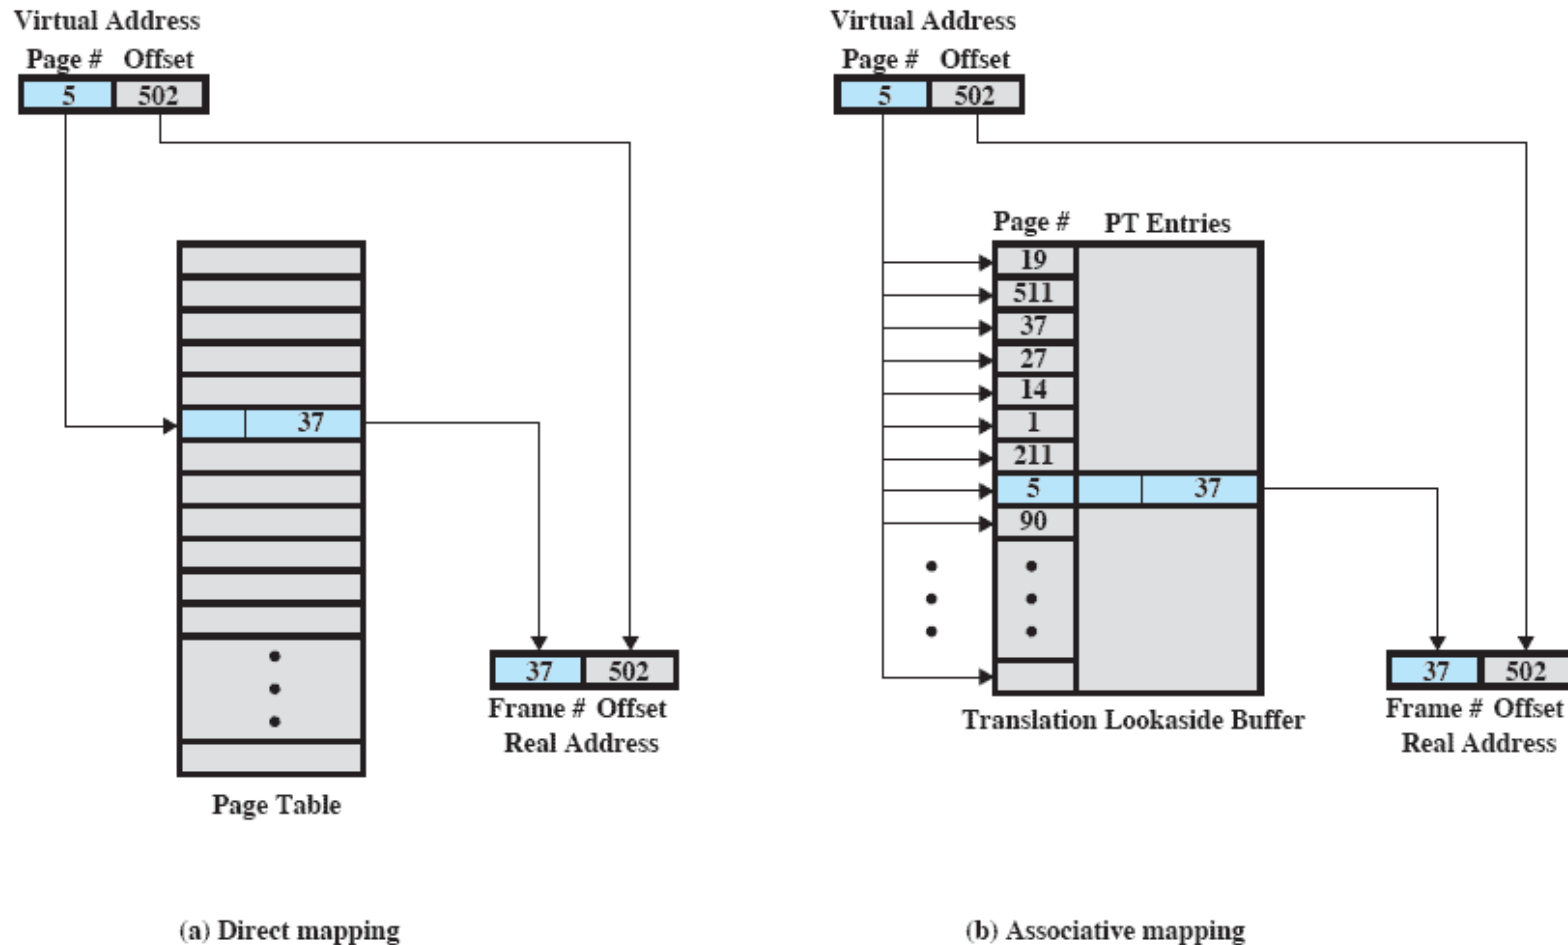 Virtual Address
Page # Offset
5 502
37
37 502
Frame # Offset
Real Address
Page Table
(a) Direct mapping
Virtual Address
Page # Offset
5 502
Page # PT Entries
19
511
37
27
14
1
211
5 37
90
Translation Lookaside Buffer
37 502
Frame # Offset
Real Address
(b) Associative mapping